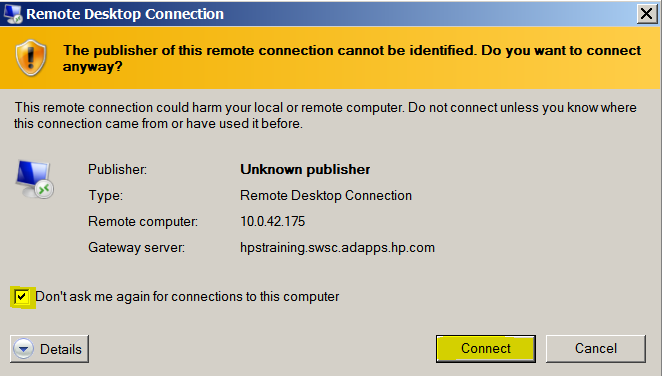 Remote Desktop Connection
The publisher of this remote connection cannot be identified. Do you want to connect
anyway?
This remote connection could harm your local or remote computer. Do not connect unless you know where
this connection came from or have used it before.
Publisher: Unknown publisher
Type: Remote Desktop Connection
Remote computer: 10.0.42.175
Gateway server: hpstraining.swsc.adapps.hp.com
Don't ask me again for connections to this computer
Details Connect Cancel